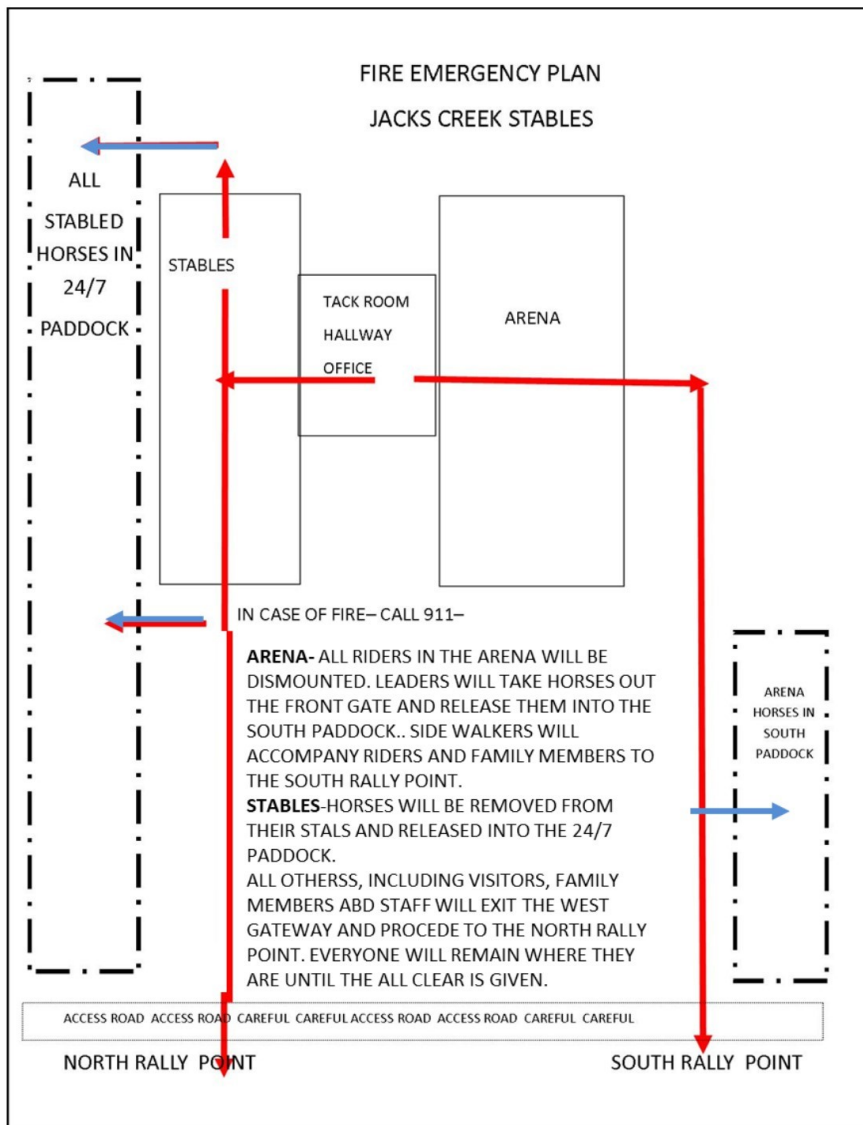 FIRE EMERGENCY PLAN
JACKS CREEK STABLES
ALL
STABLED
HORSES IN
24/7
PADDOCK
STABLES
TACK ROOM
HALLWAY
OFFICE
ARENA
IN CASE OF FIRE– CALL 911–
ARENA- ALL RIDERS IN THE ARENA WILL BE
DISMOUNTED. LEADERS WILL TAKE HORSES OUT
THE FRONT GATE AND RELEASE THEM INTO THE
SOUTH PADDOCK.. SIDE WALKERS WILL
ACCOMPANY RIDERS AND FAMILY MEMBERS TO
THE SOUTH RALLY POINT.
STABLES-HORSES WILL BE REMOVED FROM
THEIR STALS AND RELEASED INTO THE 24/7
PADDOCK.
ALL OTHERSS, INCLUDING VISITORS, FAMILY
MEMBERS ABD STAFF WILL EXIT THE WEST
GATEWAY AND PROCEDE TO THE NORTH RALLY
POINT. EVERYONE WILL REMAIN WHERE THEY
ARE UNTIL THE ALL CLEAR IS GIVEN.
ARENA
HORSES IN
SOUTH
PADDOCK
ACCESS ROAD ACCESS ROAD CAREFUL CAREFUL ACCESS ROAD ACCESS ROAD CAREFUL CAREFUL
NORTH RALLY POINT
SOUTH RALLY POINT